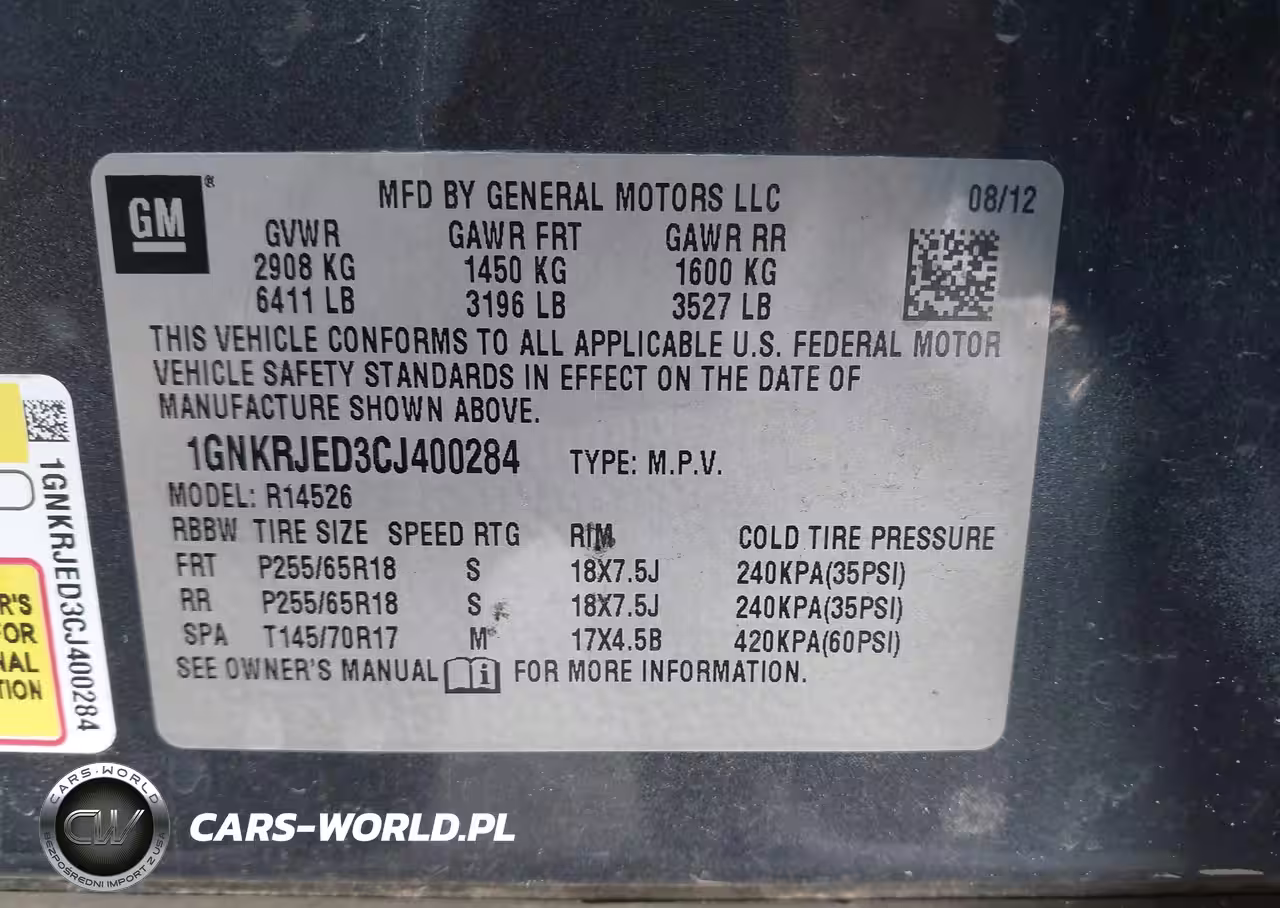 GM®
MFD BY GENERAL MOTORS LLC
08/12
GVWR GAWR FRT GAWR RR
2908 KG 1450 KG 1600 KG
6411 LB 3196 LB 3527 LB
THIS VEHICLE CONFORMS TO ALL APPLICABLE U.S. FEDERAL MOTOR
VEHICLE SAFETY STANDARDS IN EFFECT ON THE DATE OF
MANUFACTURE SHOWN ABOVE.
1GNKRJED3CJ400284 TYPE: M.P.V.
MODEL: R14526
RBBW TIRE SIZE SPEED RTG RIM COLD TIRE PRESSURE
FRT P255/65R18 S 18X7.5J 240KPA(35PSI)
RR P255/65R18 S 18X7.5J 240KPA(35PSI)
SPA T145/70R17 M 17X4.5B 420KPA(60PSI)
SEE OWNER'S MANUAL i FOR MORE INFORMATION.
1GNKRJED3CJ400284
R'S
FOR
NAL
TION
CARS-WORLD
CW
BEZPOŚREDNI IMPORT Z USA
CARS-WORLD.PL